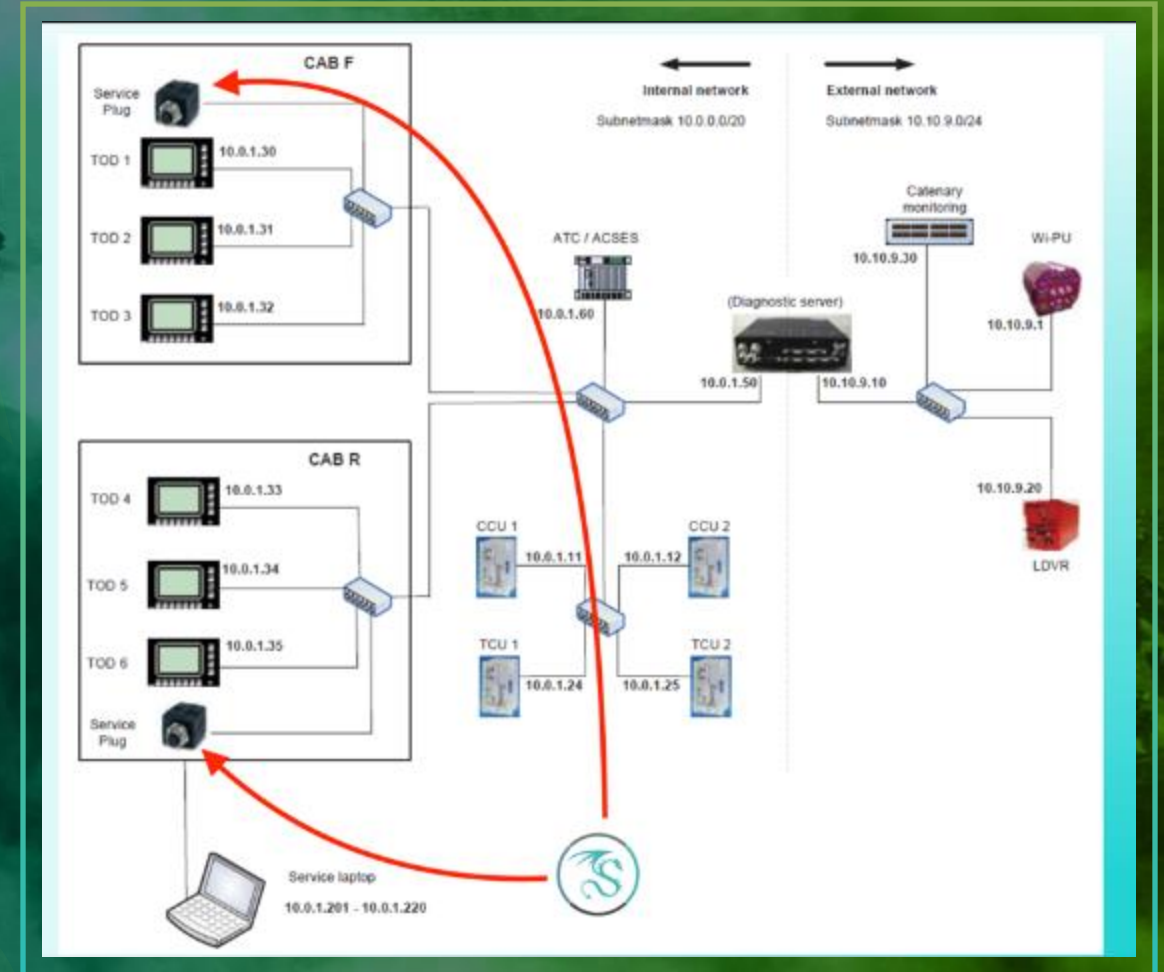 CAB F
Service
Plug
TOD 1
10.0.1.30
TOD 2
10.0.1.31
TOD 3
10.0.1.32
Internal network
Subnetmask 10.0.0.0/20
External network
Subnetmask 10.10.9.0/24
Catenary
monitoring
10.10.9.30
Wi-PU
10.10.9.1
ATC / ACSES
10.0.1.60
(Diagnostic server)
10.0.1.50
10.10.9.10
10.10.9.20
LDVR
CAB R
TOD 4
10.0.1.33
TOD 5
10.0.1.34
TOD 6
10.0.1.35
Service
Plug
CCU 1
10.0.1.11
CCU 2
10.0.1.12
TCU 1
10.0.1.24
TCU 2
10.0.1.25
Service laptop
10.0.1.201 - 10.0.1.220